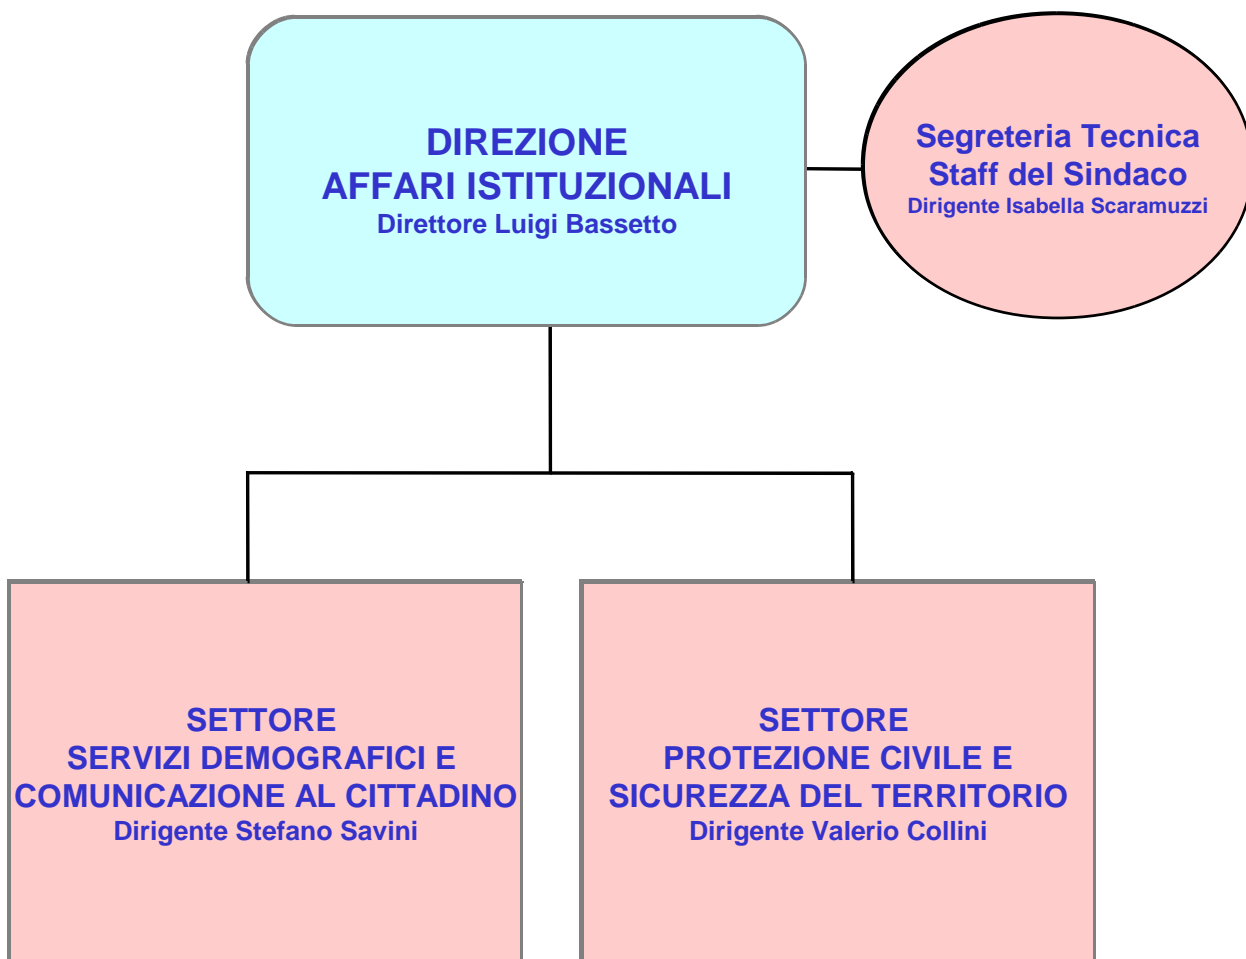 DIREZIONE
AFFARI ISTITUZIONALI
Direttore Luigi Bassetto
Segreteria Tecnica
Staff del Sindaco
Dirigente Isabella Scaramuzzi
SETTORE
SERVIZI DEMOGRAFICI E
COMUNICAZIONE AL CITTADINO
Dirigente Stefano Savini
SETTORE
PROTEZIONE CIVILE E
SICUREZZA DEL TERRITORIO
Dirigente Valerio Collini